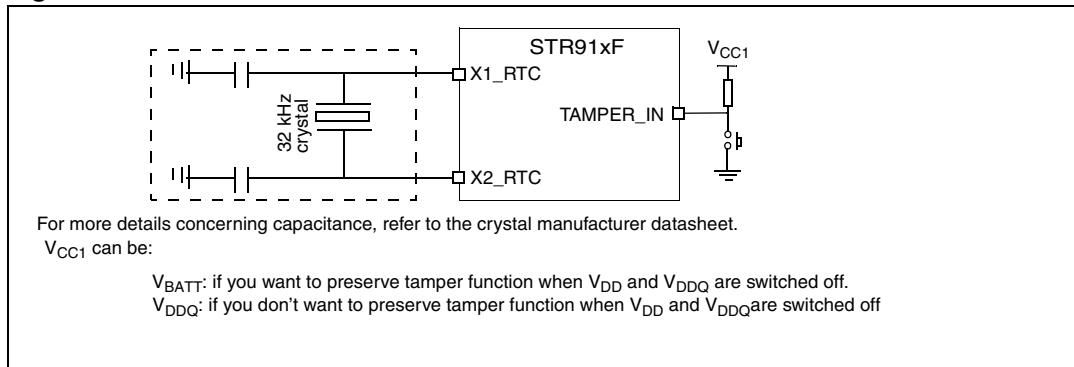 STR91xF
VCC1
X1_RTC
TAMPER_IN
32 kHz
crystal
X2_RTC
For more details concerning capacitance, refer to the crystal manufacturer datasheet.
VCC1 can be:
VBATT: if you want to preserve tamper function when VDD and VDDQ are switched off.
VDDQ: if you don't want to preserve tamper function when VDD and VDDQare switched off